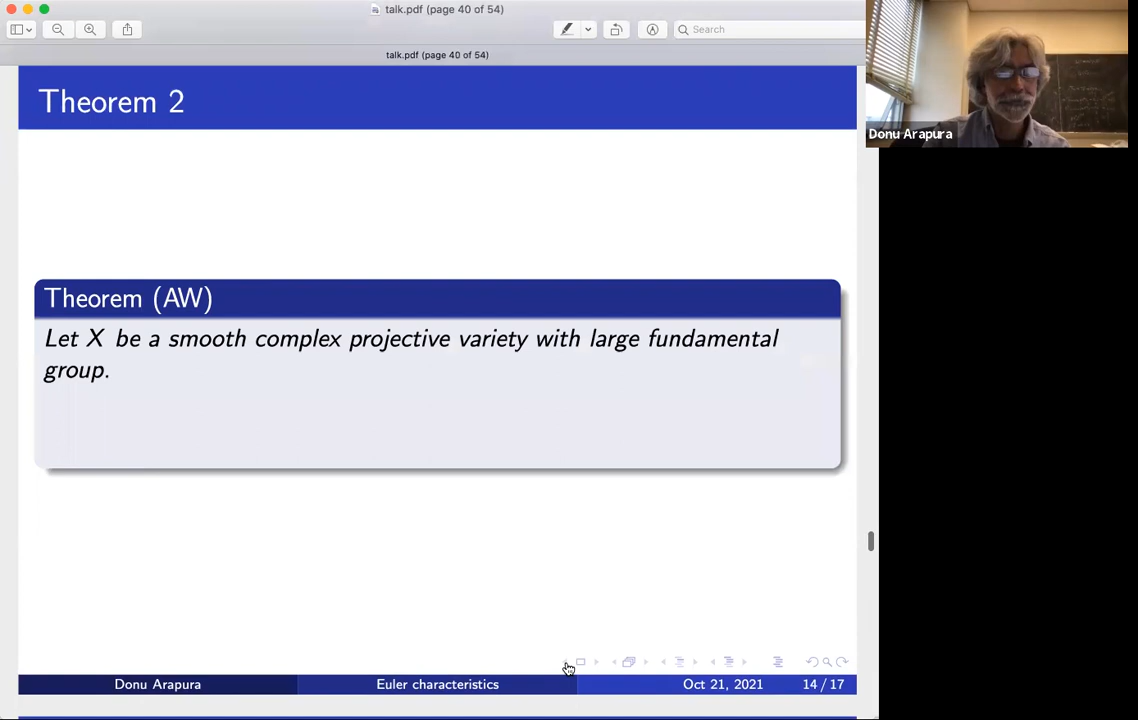 talk.pdf (page 40 of 54)
Search
talk.pdf (page 40 of 54)
Theorem 2
Donu Arapura
Theorem (AW)
Let X be a smooth complex projective variety with large fundamental
group.
Donu Arapura Euler characteristics Oct 21, 2021 14 / 17